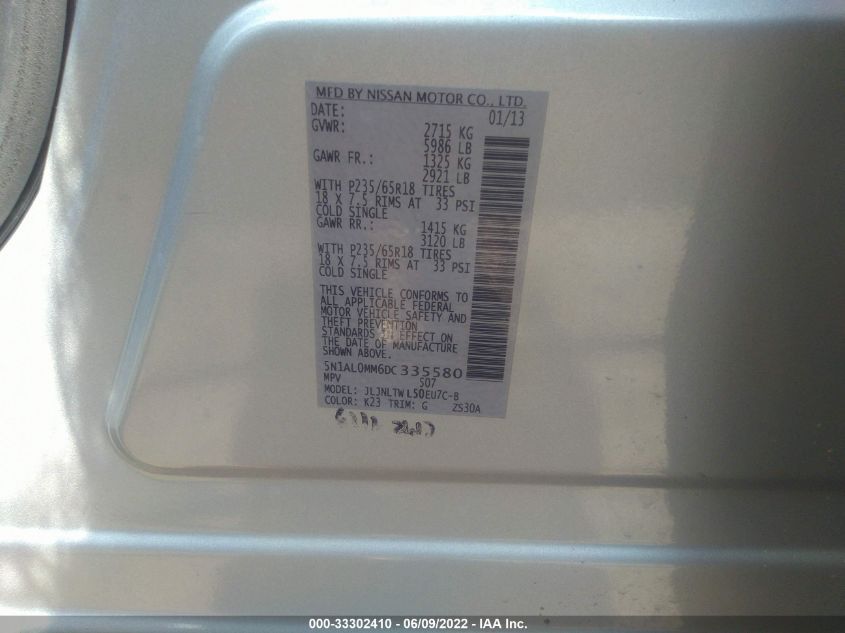 MFD BY NISSAN MOTOR CO., LTD.
DATE: 01/13
GVWR: 2715 KG
5986 LB
GAWR FR.: 1325 KG
2921 LB
WITH P235/65R18 TIRES
18 X 7.5 RIMS AT 33 PSI
COLD SINGLE
GAWR RR.: 1415 KG
3120 LB
WITH P235/65R18 TIRES
18 X 7.5 RIMS AT 33 PSI
COLD SINGLE
THIS VEHICLE CONFORMS TO
ALL APPLICABLE FEDERAL
MOTOR VEHICLE SAFETY AND
THEFT PREVENTION
STANDARDS IN EFFECT ON
THE DATE OF MANUFACTURE
SHOWN ABOVE.
5N1AL0MM6DC335580
MPV S07
MODEL: JLJNLTWL50EU7C-B
COLOR: K23 TRIM: G ZS30A
000-33302410 - 06/09/2022 - IAA Inc.